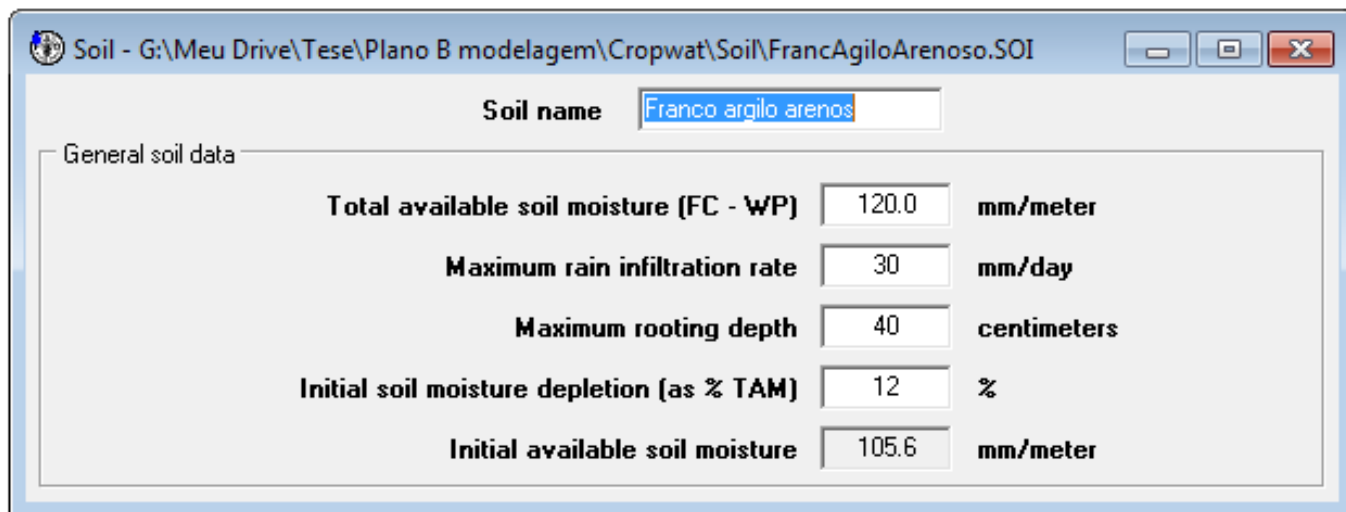 Soil - G:\Meu Drive\Tese\Plano B modelagem\Cropwat\Soil\FrancAgiloArenoso.SOI
Soil name Franco argilo arenos
General soil data
Total available soil moisture (FC - WP) 120.0 mm/meter
Maximum rain infiltration rate 30 mm/day
Maximum rooting depth 40 centimeters
Initial soil moisture depletion (as % TAM) 12 %
Initial available soil moisture 105.6 mm/meter